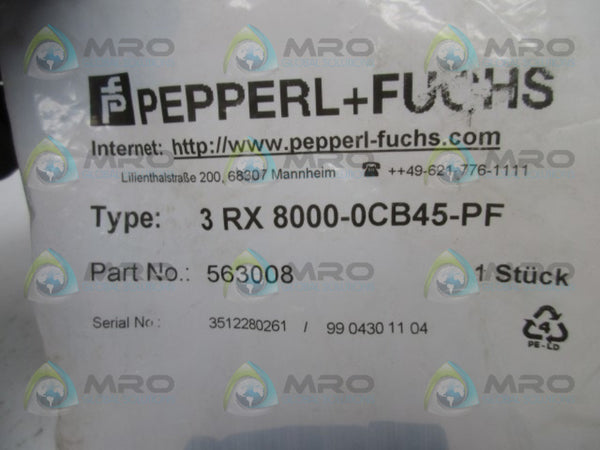 PEPPERL+FUCHS
Internet: http://www.pepperl-fuchs.com
Lilienthalstraße 200, 68307 Mannheim ☎ ++49-621-776-1111
Type: 3 RX 8000-0CB45-PF
Part No.: 563008 1 Stück
Serial No.: 3512280261 / 99 0430 11 04
4
PE-LD
MRO